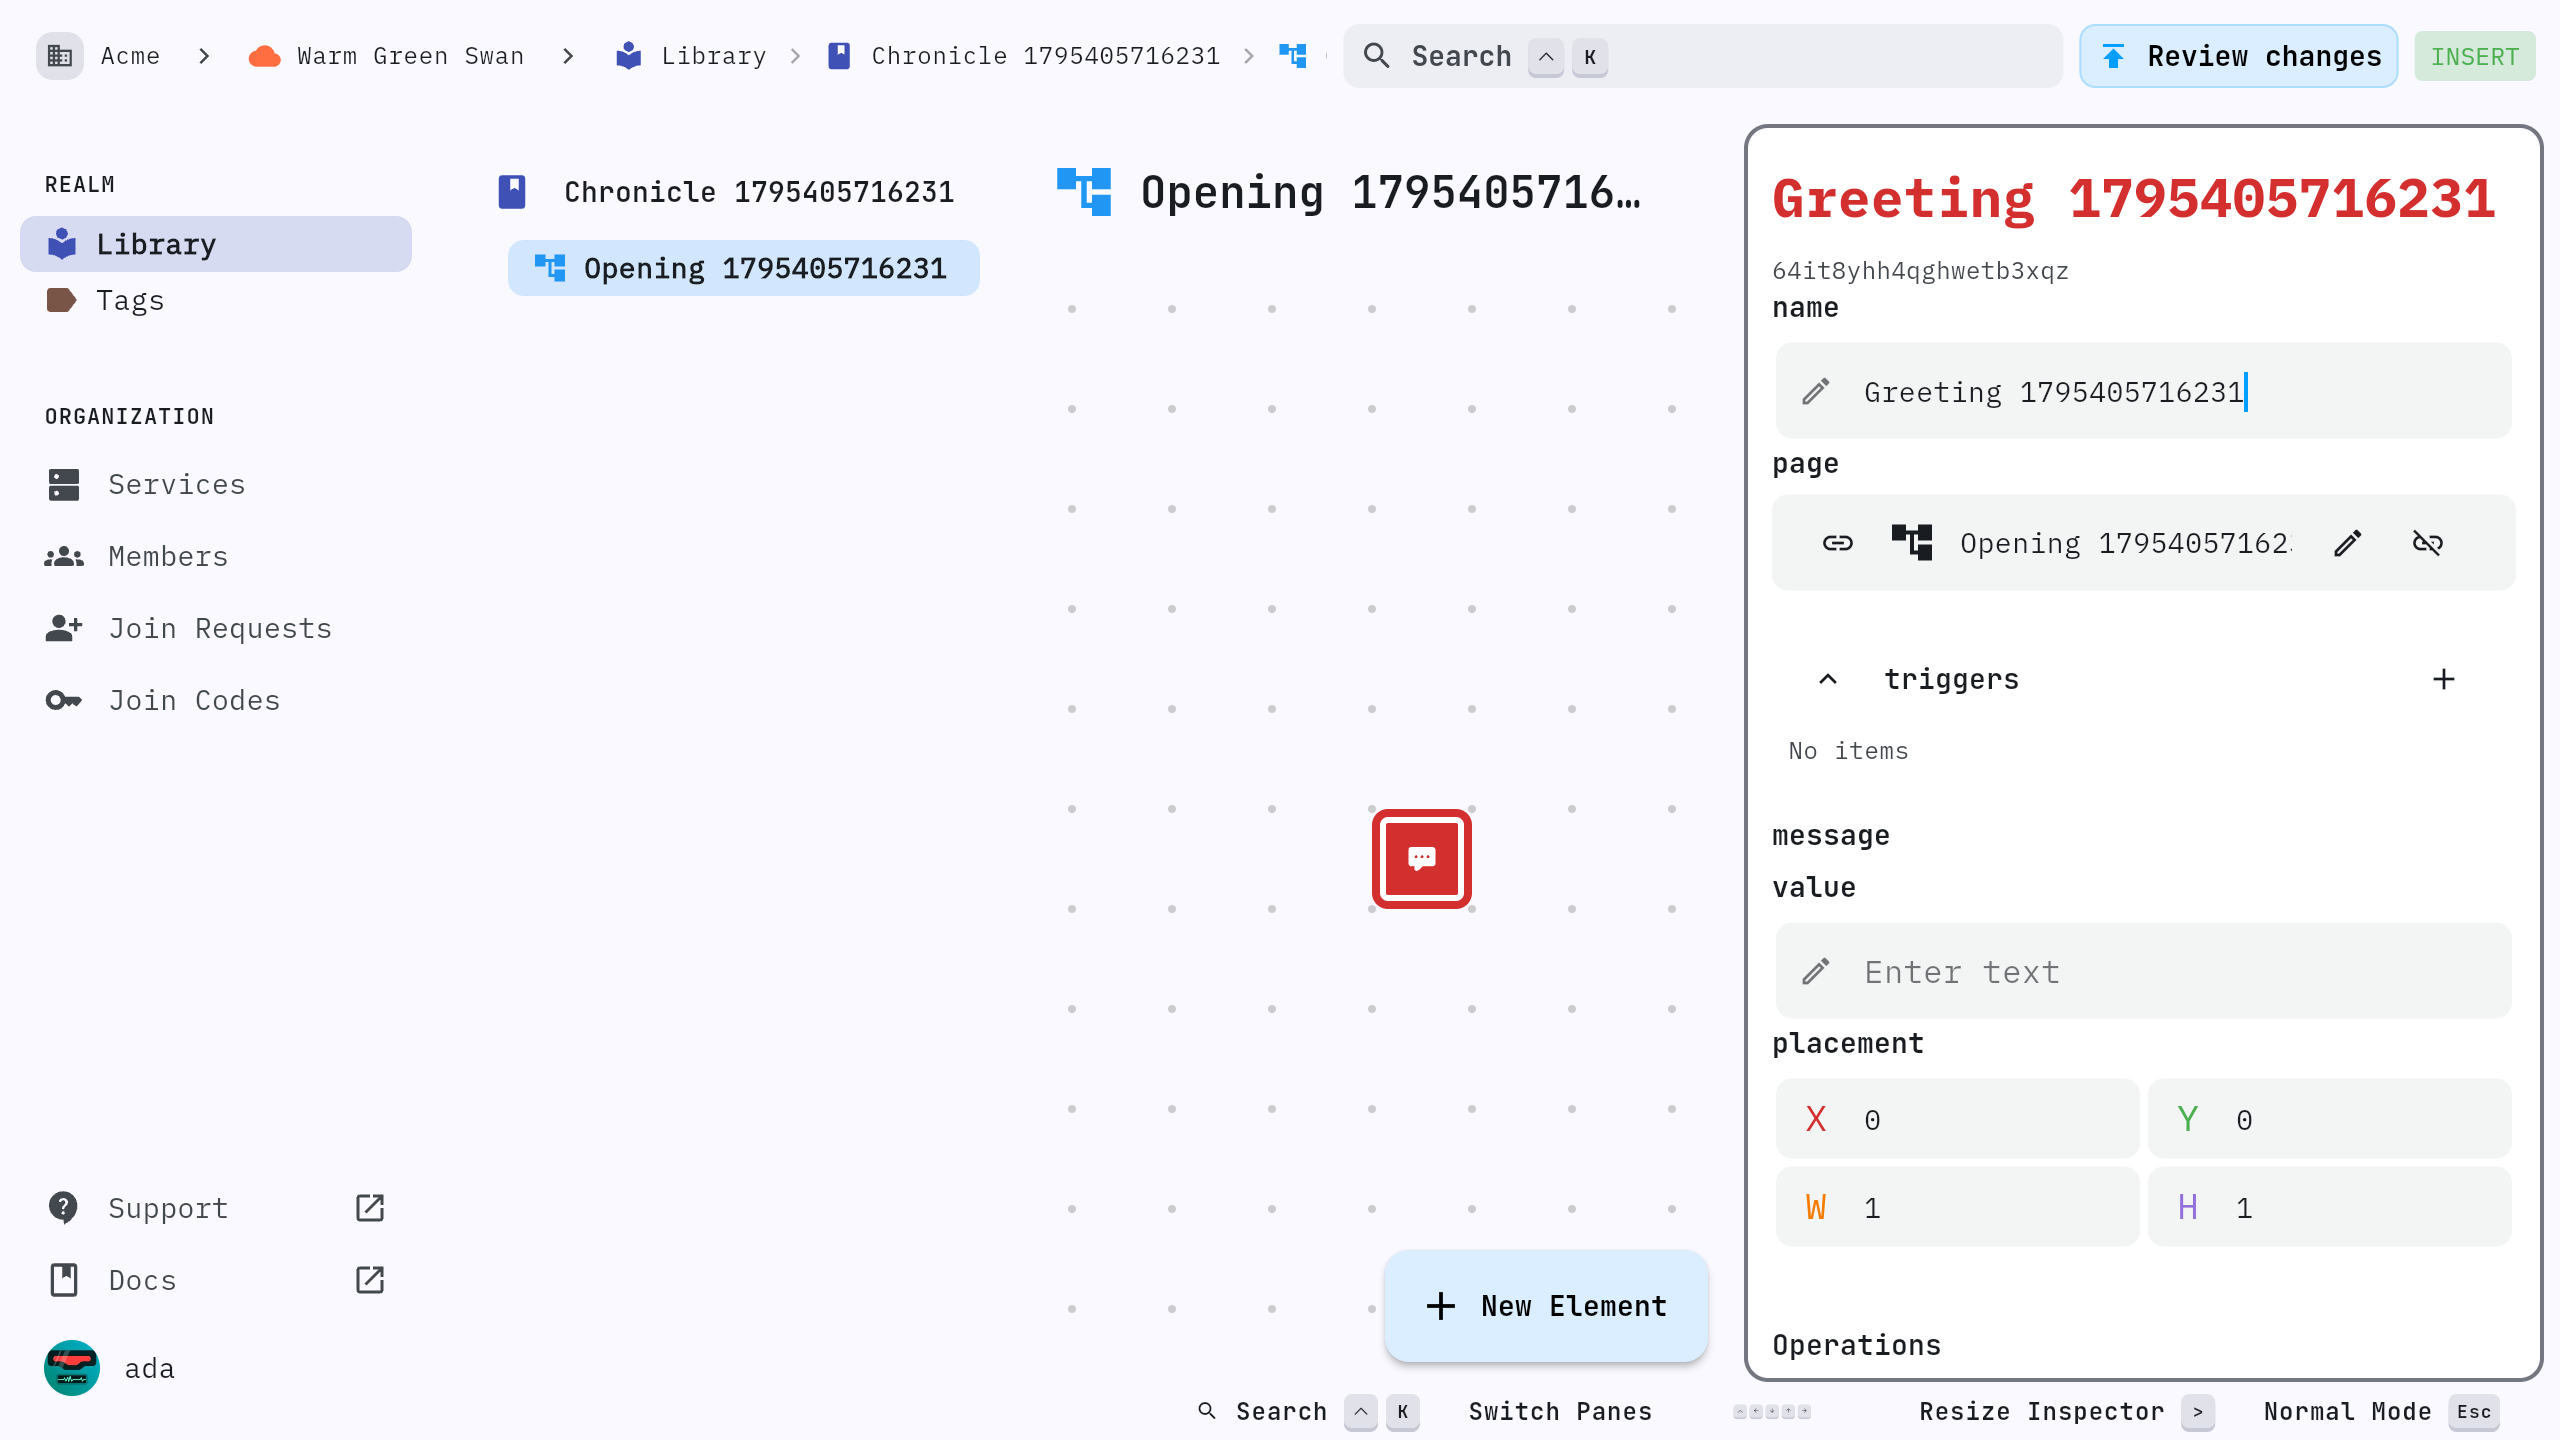 Acme
Warm Green Swan
Library
Chronicle 1795405716231
Search
K
Review changes
INSERT
REALM
Library
Tags
ORGANIZATION
Services
Members
Join Requests
Join Codes
Support
Docs
ada
Chronicle 1795405716231
Opening 1795405716231
Opening 1795405716…
New Element
Greeting 1795405716231
64it8yhh4qghwetb3xqz
name
Greeting 1795405716231
page
Opening 179540571623
triggers
No items
message
value
Enter text
placement
X 0
Y 0
W 1
H 1
Operations
Search K
Switch Panes
Resize Inspector >
Normal Mode Esc